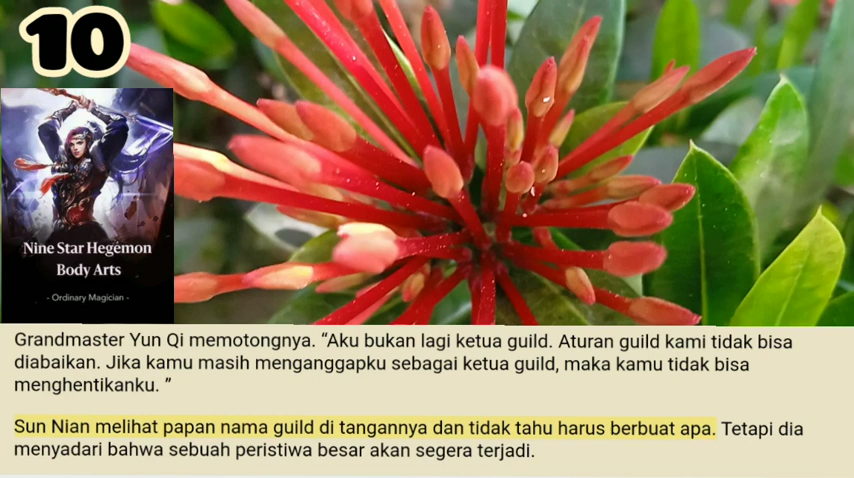 10
Nine Star Hegemon
Body Arts
- Ordinary Magician -
Grandmaster Yun Qi memotongnya. “Aku bukan lagi ketua guild. Aturan guild kami tidak bisa
diabaikan. Jika kamu masih menganggapku sebagai ketua guild, maka kamu tidak bisa
menghentikanku. ”
Sun Nian melihat papan nama guild di tangannya dan tidak tahu harus berbuat apa. Tetapi dia
menyadari bahwa sebuah peristiwa besar akan segera terjadi.